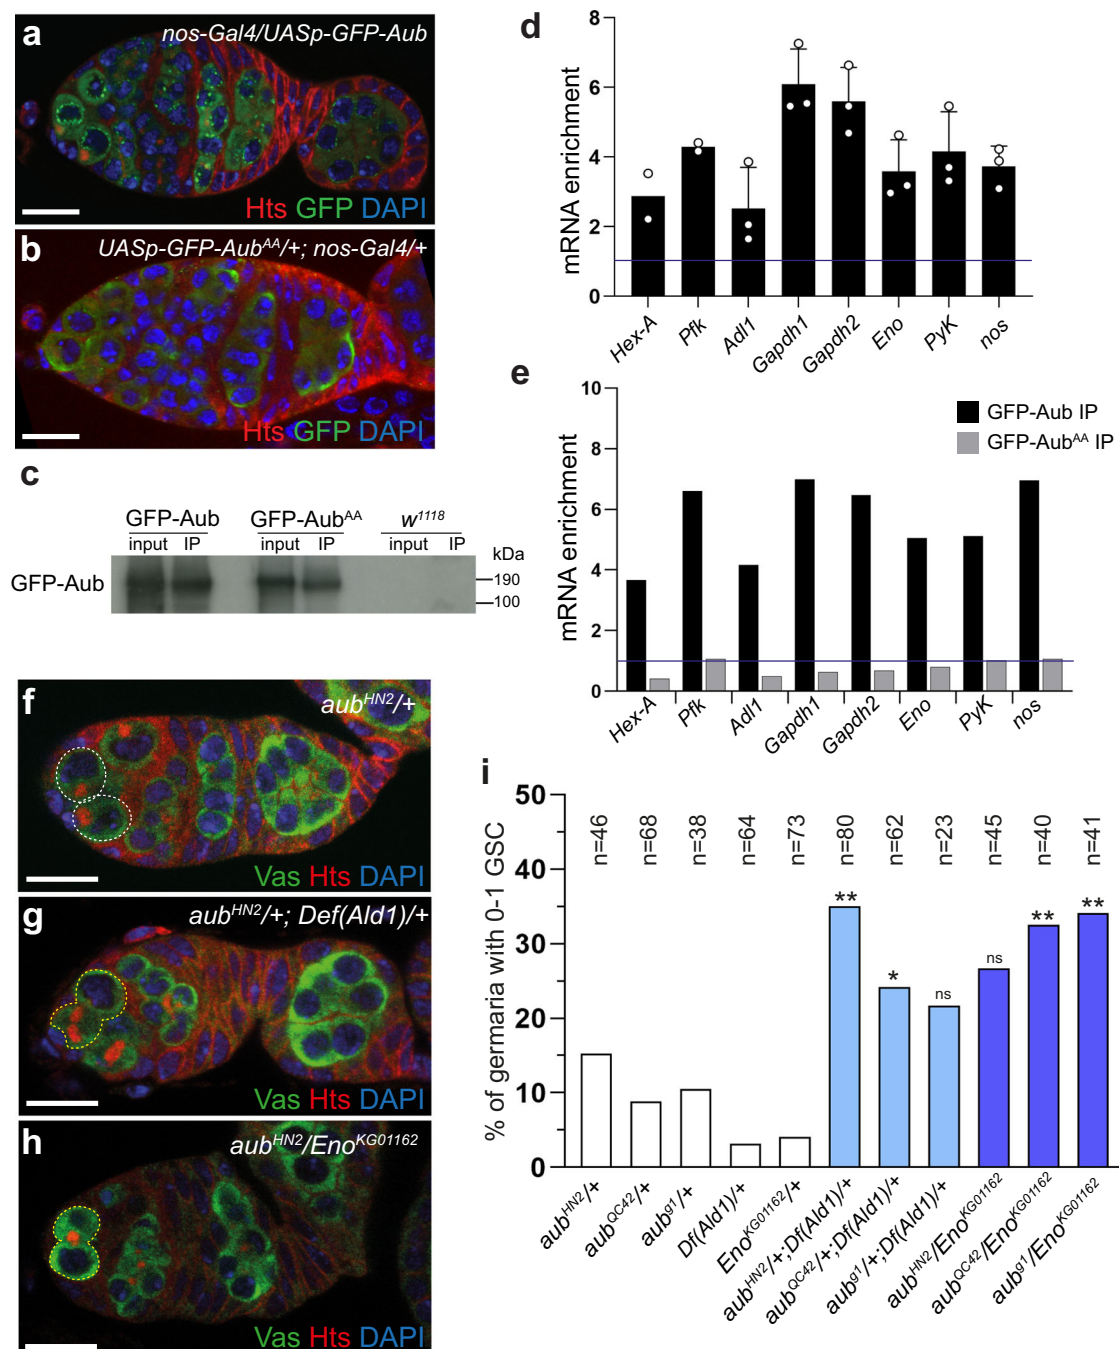 a
nos-Gal4/UASp-GFP-Aub
Hts GFP DAPI
b
UASp-GFP-Aub^AA/+; nos-Gal4/+
Hts GFP DAPI
c
GFP-Aub GFP-Aub^AA w^1118
input IP input IP input IP
kDa
GFP-Aub
190
100
d
mRNA enrichment
8
6
4
2
0
Hex-A Pfk Adl1 Gapdh1 Gapdh2 Eno PyK nos
e
mRNA enrichment
10
8
6
4
2
0
GFP-Aub IP
GFP-Aub^AA IP
Hex-A Pfk Adl1 Gapdh1 Gapdh2 Eno PyK nos
f
aub^HN2/+
Vas Hts DAPI
g
aub^HN2/+; Def(Ald1)/+
Vas Hts DAPI
h
aub^HN2/Eno^KG01162
Vas Hts DAPI
i
% of germaria with 0-1 GSC
50
40
30
20
10
0
n=46 n=68 n=38 n=64 n=73 n=80 n=62 n=23 n=45 n=40 n=41
** * ns ns ** **
aub^HN2/+
aub^QC42/+
aub^g1/+
Df(Ald1)/+
Eno^KG01162/+
aub^HN2/+;Df(Ald1)/+
aub^QC42/+;Df(Ald1)/+
aub^g1/+;Df(Ald1)/+
aub^HN2/Eno^KG01162
aub^QC42/Eno^KG01162
aub^g1/Eno^KG01162